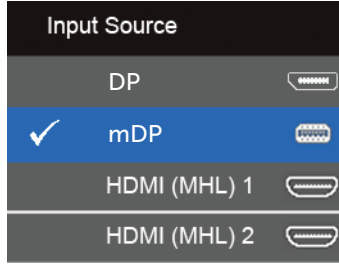 Input Source
DP
mDP
HDMI (MHL) 1
HDMI (MHL) 2